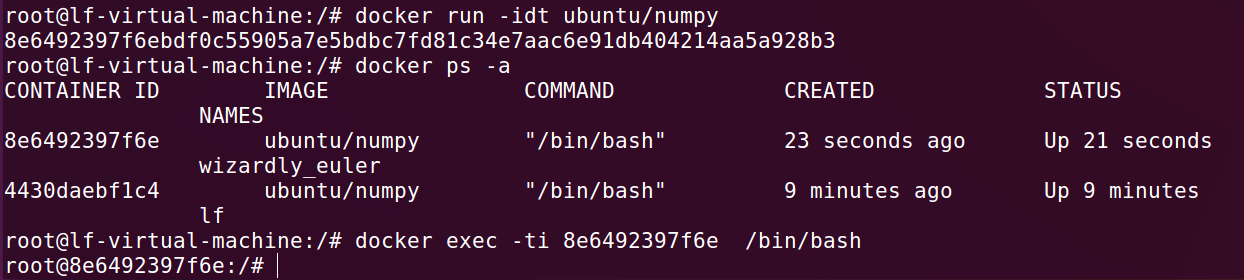 root@lf-virtual-machine:/# docker run -idt ubuntu/numpy
8e6492397f6ebdf0c55905a7e5bdbc7fd81c34e7aac6e91db404214aa5a928b3
root@lf-virtual-machine:/# docker ps -a
CONTAINER ID        IMAGE               COMMAND             CREATED             STATUS
               NAMES
8e6492397f6e        ubuntu/numpy        "/bin/bash"         23 seconds ago      Up 21 seconds
               wizardly_euler
4430daebf1c4        ubuntu/numpy        "/bin/bash"         9 minutes ago       Up 9 minutes
               lf
root@lf-virtual-machine:/# docker exec -ti 8e6492397f6e  /bin/bash
root@8e6492397f6e:/#